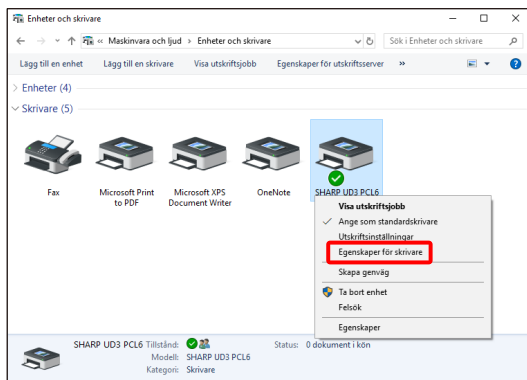 Enheter och skrivare
« Maskinvara och ljud › Enheter och skrivare
Sök i Enheter och skrivare
Lägg till en enhet Lägg till en skrivare Visa utskriftsjobb Egenskaper för utskriftsserver »
Enheter (4)
Skrivare (5)
Fax
Microsoft Print
to PDF
Microsoft XPS
Document Writer
OneNote
SHARP UD3 PCL6
Visa utskriftsjobb
Ange som standardskrivare
Utskriftsinställningar
Egenskaper för skrivare
Skapa genväg
Ta bort enhet
Felsök
Egenskaper
SHARP UD3 PCL6 Tillstånd: Status: 0 dokument i kön
Modell: SHARP UD3 PCL6
Kategori: Skrivare